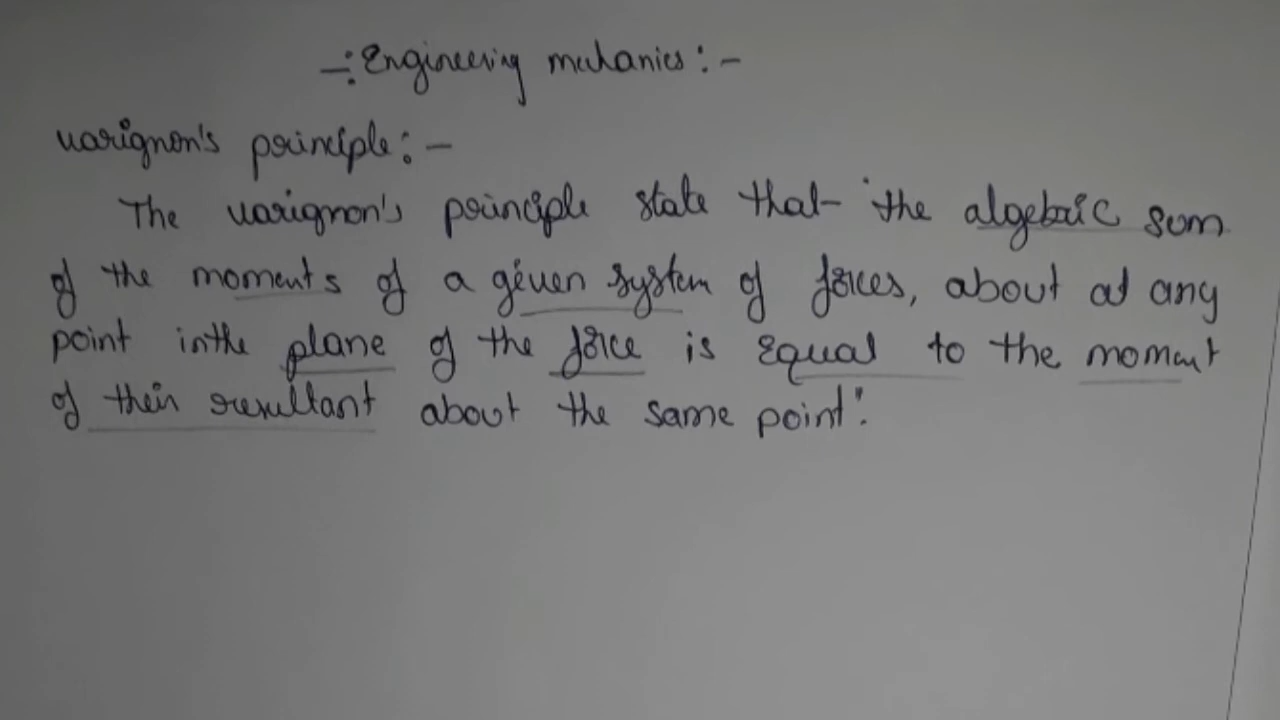 -: Engineering mechanics :-
varignon's principle :-
The varignon's principle state that "the algebraic sum
of the moments of a given system of forces, about at any
point in the plane of the force is equal to the moment
of their resultant about the same point".